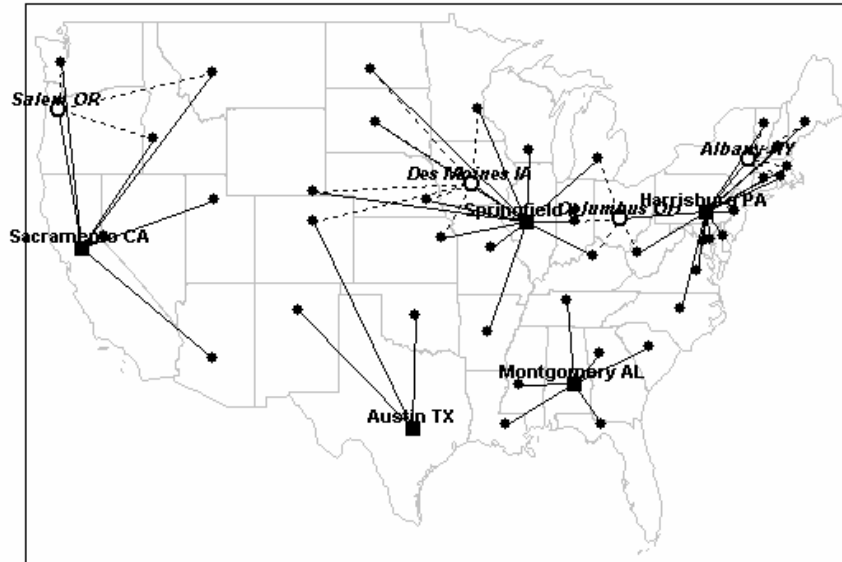 Salem OR
Albany NY
Des Moines IA
Harrisburg PA
Springfield
Columbus OH
Sacramento CA
Montgomery AL
Austin TX